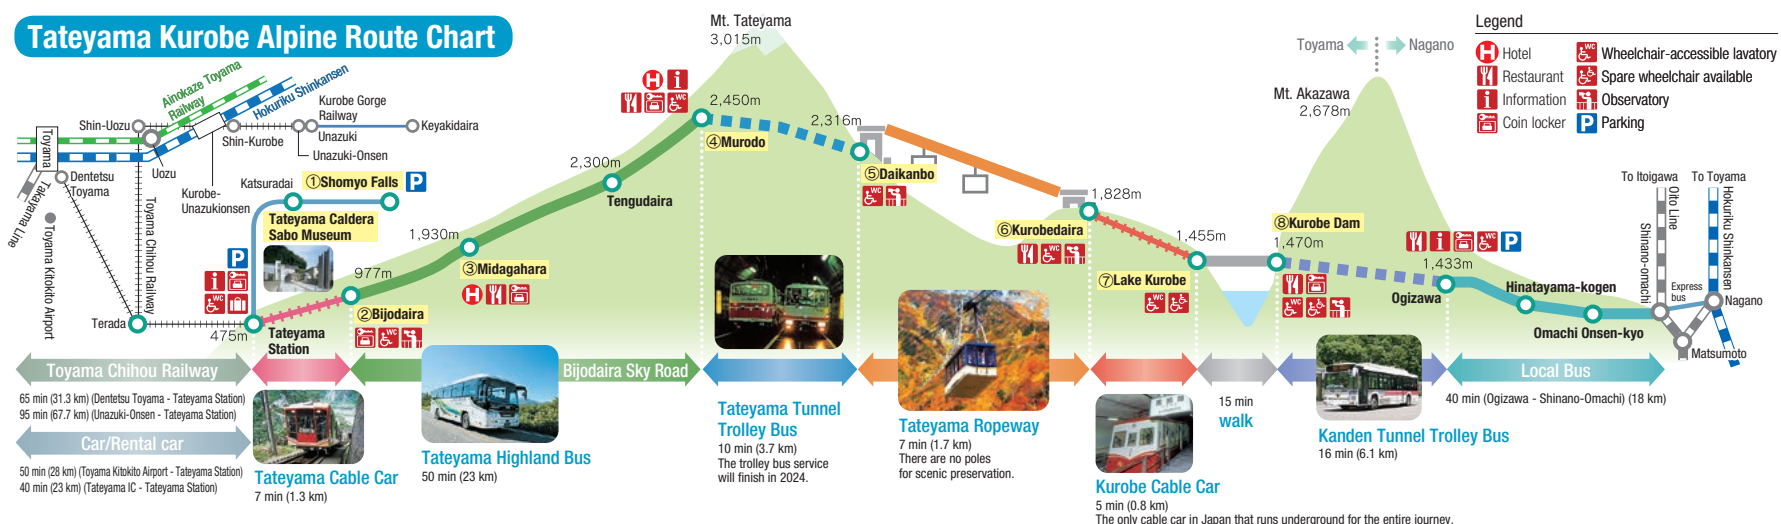 Tateyama Kurobe Alpine Route Chart
Ainokaze Toyama
Railway
Hokuriku Shinkansen
Toyama
Shin-Uozu
Uozu
Kurobe Gorge
Railway
Unazuki
Keyakidaira
Shin-Kurobe
Unazuki-Onsen
Kurobe-
Unazukionsen
Dentetsu
Toyama
Takayama Line
Toyama Kitokito Airport
Toyama Chihou Railway
Terada
Katsuradai
①Shomyo Falls
P
Tateyama Caldera
Sabo Museum
P
i
WC
475m
Tateyama
Station
977m
②Bijodaira
WC
1,930m
③Midagahara
H
2,300m
Tengudaira
H
i
WC
2,450m
④Murodo
Mt. Tateyama
3,015m
2,316m
⑤Daikanbo
WC
1,828m
⑥Kurobedaira
WC
1,455m
⑦Lake Kurobe
WC
⑧Kurobe Dam
1,470m
WC
Toyama
Nagano
Mt. Akazawa
2,678m
i
WC
P
1,433m
Ogizawa
Hinatayama-kogen
Omachi Onsen-kyo
To Itoigawa
Oito Line
Shinano-omachi
To Toyama
Hokuriku Shinkansen
Express
bus
Nagano
Matsumoto
Legend
H Hotel
Restaurant
i Information
Coin locker
WC Wheelchair-accessible lavatory
Spare wheelchair available
Observatory
P Parking
Toyama Chihou Railway
65 min (31.3 km) (Dentetsu Toyama - Tateyama Station)
95 min (67.7 km) (Unazuki-Onsen - Tateyama Station)
Car/Rental car
50 min (28 km) (Toyama Kitokito Airport - Tateyama Station)
40 min (23 km) (Tateyama IC - Tateyama Station)
Tateyama Cable Car
7 min (1.3 km)
Bijodaira Sky Road
Tateyama Highland Bus
50 min (23 km)
Tateyama Tunnel
Trolley Bus
10 min (3.7 km)
The trolley bus service
will finish in 2024.
Tateyama Ropeway
7 min (1.7 km)
There are no poles
for scenic preservation.
Kurobe Cable Car
5 min (0.8 km)
The only cable car in Japan that runs underground for the entire journey.
15 min
walk
Kanden Tunnel Trolley Bus
16 min (6.1 km)
Local Bus
40 min (Ogizawa - Shinano-Omachi) (18 km)